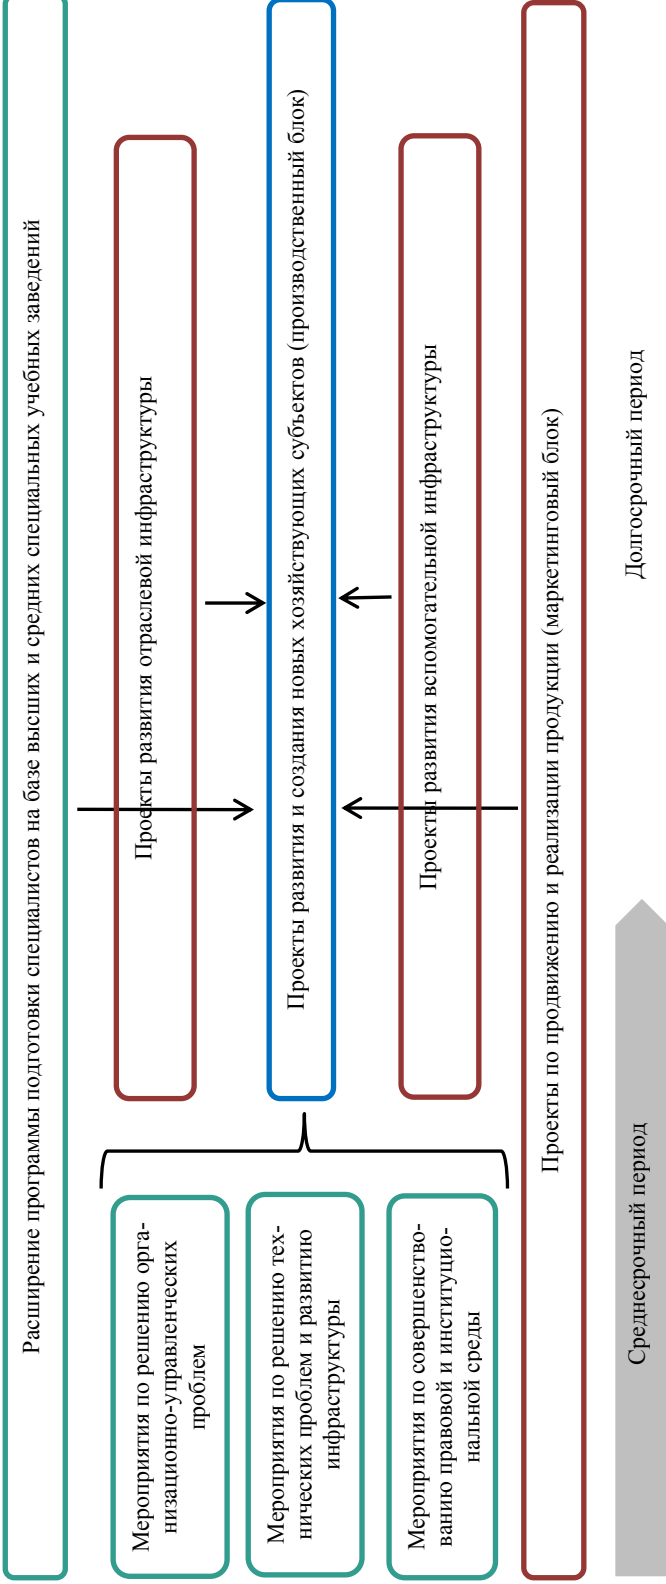 Расширение программы подготовки специалистов на базе высших и средних специальных учебных заведений
Мероприятия по решению орга-
низационно-управленческих
проблем
Проекты развития отраслевой инфраструктуры
Мероприятия по решению тех-
нических проблем и развитию
инфраструктуры
Проекты развития и создания новых хозяйствующих субъектов (производственный блок)
Мероприятия по совершенство-
ванию правовой и институцио-
нальной среды
Проекты развития вспомогательной инфраструктуры
Проекты по продвижению и реализации продукции (маркетинговый блок)
Среднесрочный период
Долгосрочный период